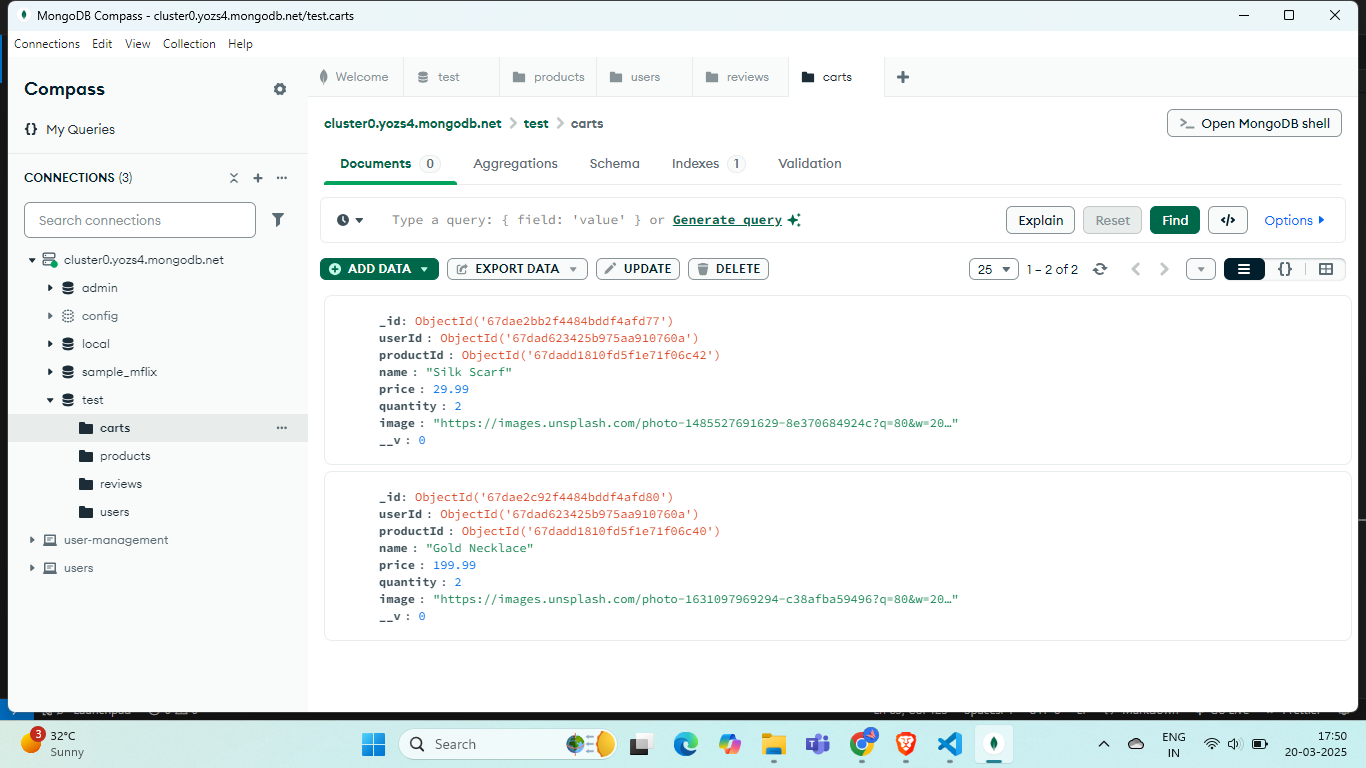 MongoDB Compass - cluster0.yozs4.mongodb.net/test.carts
Connections Edit View Collection Help
Compass
My Queries
CONNECTIONS (3)
Search connections
cluster0.yozs4.mongodb.net
admin
config
local
sample_mflix
test
carts
products
reviews
users
user-management
users
Welcome test products users reviews carts
cluster0.yozs4.mongodb.net > test > carts
>_ Open MongoDB shell
Documents 0 Aggregations Schema Indexes 1 Validation
Type a query: { field: 'value' } or Generate query
Explain Reset Find </> Options
ADD DATA EXPORT DATA UPDATE DELETE
25 1 – 2 of 2 {}
_id: ObjectId('67dae2bb2f4484bddf4afd77')
userId : ObjectId('67dad623425b975aa910760a')
productId : ObjectId('67dadd1810fd5f1e71f06c42')
name : "Silk Scarf"
price : 29.99
quantity : 2
image : "https://images.unsplash.com/photo-1485527691629-8e370684924c?q=80&w=20…"
__v : 0
_id: ObjectId('67dae2c92f4484bddf4afd80')
userId : ObjectId('67dad623425b975aa910760a')
productId : ObjectId('67dadd1810fd5f1e71f06c40')
name : "Gold Necklace"
price : 199.99
quantity : 2
image : "https://images.unsplash.com/photo-1631097969294-c38afba59496?q=80&w=20…"
__v : 0
3
32°C
Sunny
Search
ENG
IN
17:50
20-03-2025